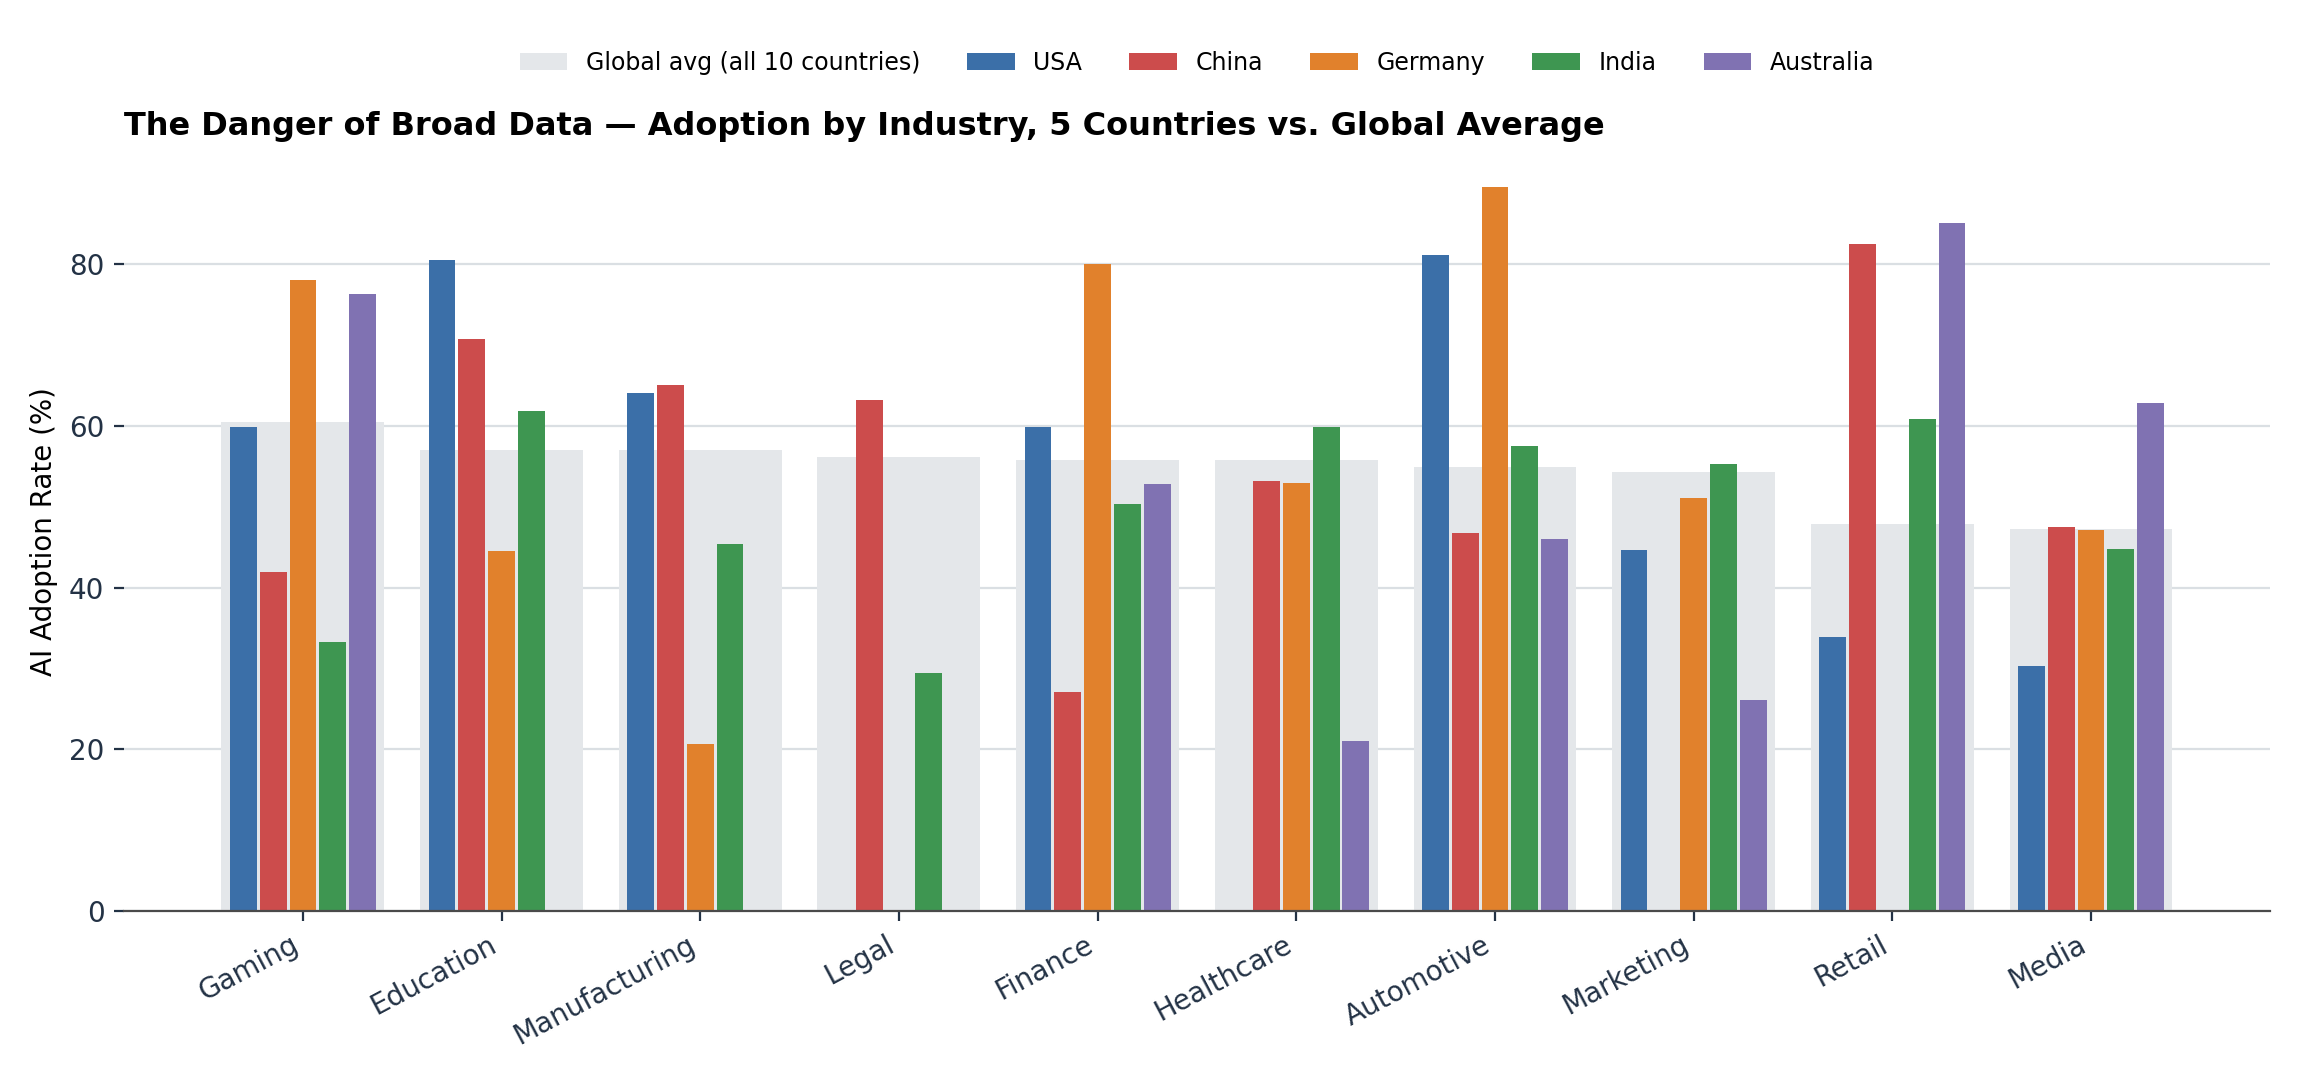 Global avg (all 10 countries) USA China Germany India Australia
The Danger of Broad Data — Adoption by Industry, 5 Countries vs. Global Average
AI Adoption Rate (%)
80
60
40
20
0
Gaming
Education
Manufacturing
Legal
Finance
Healthcare
Automotive
Marketing
Retail
Media